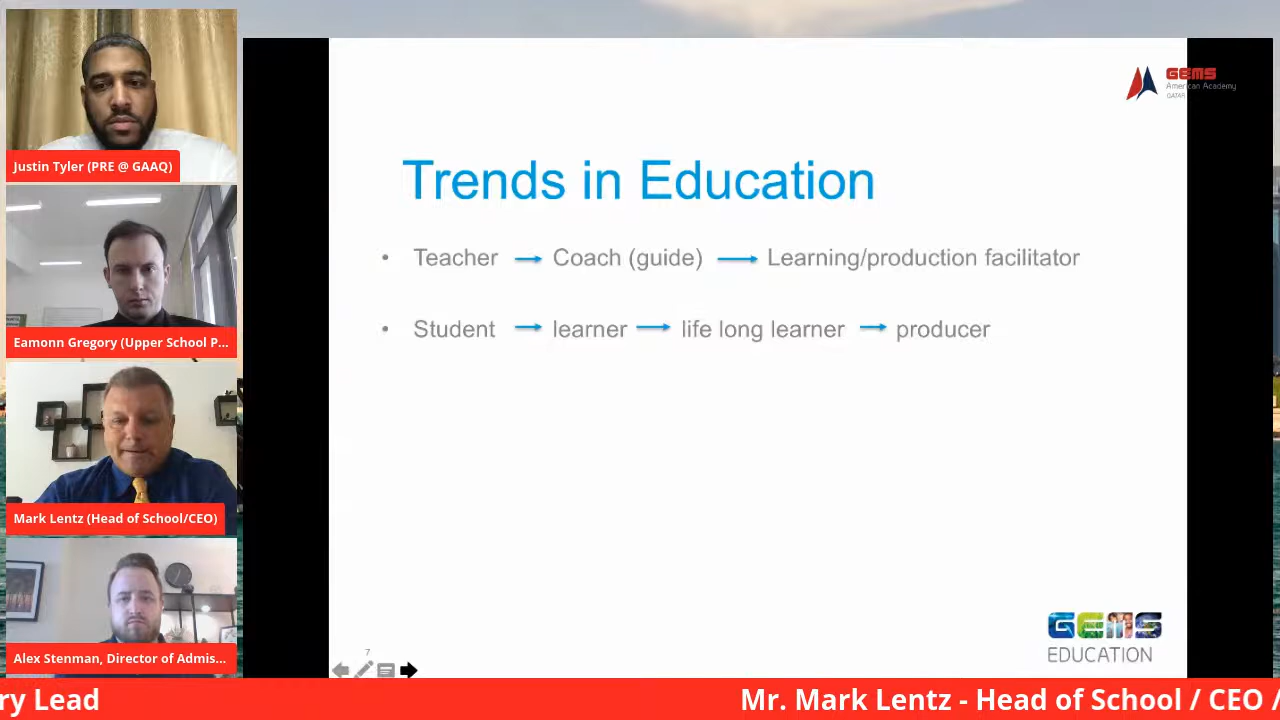 Justin Tyler (PRE @ GAAQ)
Eamonn Gregory (Upper School P...
Mark Lentz (Head of School/CEO)
Alex Stenman, Director of Admis...
GEMS
American Academy
QATAR
Trends in Education
• Teacher → Coach (guide) → Learning/production facilitator
• Student → learner → life long learner → producer
7
GEMS
EDUCATION
ry Lead
Mr. Mark Lentz - Head of School / CEO /